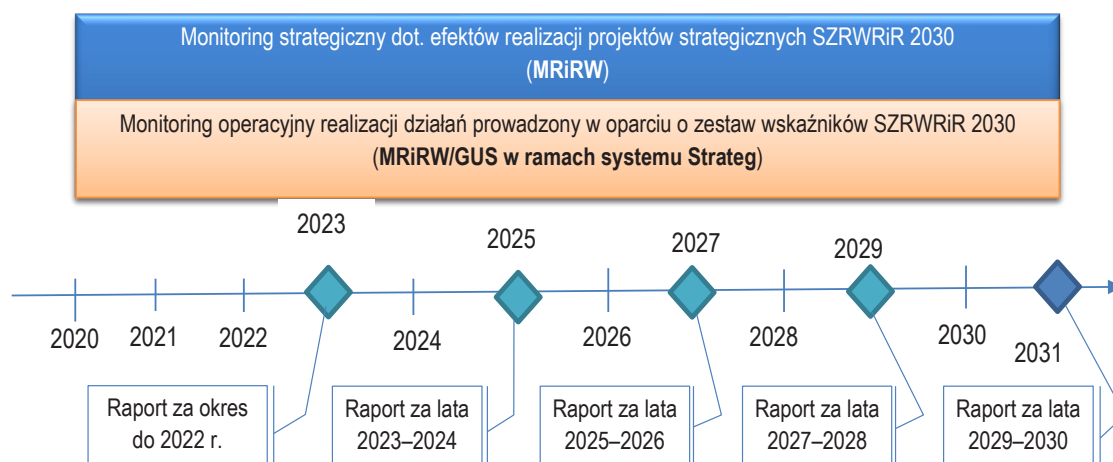 Monitoring strategiczny dot. efektów realizacji projektów strategicznych SZRWRiR 2030
(MRiRW)
Monitoring operacyjny realizacji działań prowadzony w oparciu o zestaw wskaźników SZRWRiR 2030
(MRiRW/GUS w ramach systemu Strateg)
2023
2025
2027
2029
2020
2021
2022
2024
2026
2028
2030
2031
Raport za okres
do 2022 r.
Raport za lata
2023–2024
Raport za lata
2025–2026
Raport za lata
2027–2028
Raport za lata
2029–2030